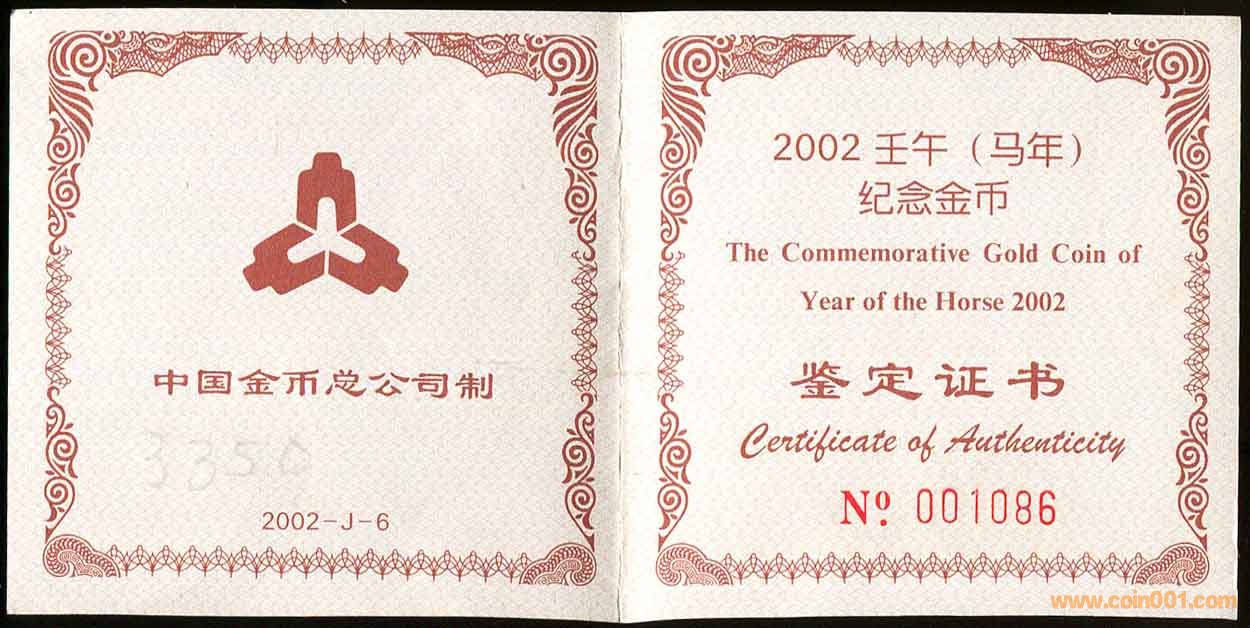 中国金币总公司制
3350
2002-J-6
2002 壬午（马年）
纪念金币
The Commemorative Gold Coin of
Year of the Horse 2002
鉴定证书
Certificate of Authenticity
Nº 001086
www.coin001.com